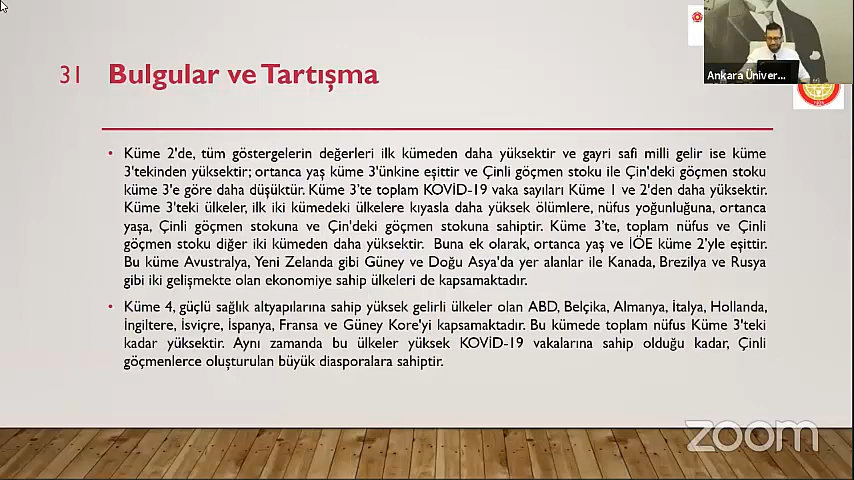 Ankara Üniver...
31 Bulgular ve Tartışma
• Küme 2'de, tüm göstergelerin değerleri ilk kümeden daha yüksektir ve gayri safi milli gelir ise küme
3'tekinden yüksektir; ortanca yaş küme 3'ünkine eşittir ve Çinli göçmen stoku ile Çin'deki göçmen stoku
küme 3'e göre daha düşüktür. Küme 3'te toplam KOVİD-19 vaka sayıları Küme 1 ve 2'den daha yüksektir.
Küme 3'teki ülkeler, ilk iki kümedeki ülkelere kıyasla daha yüksek ölümlere, nüfus yoğunluğuna, ortanca
yaşa, Çinli göçmen stokuna ve Çin'deki göçmen stokuna sahiptir. Küme 3'te, toplam nüfus ve Çinli
göçmen stoku diğer iki kümeden daha yüksektir. Buna ek olarak, ortanca yaş ve İÖE küme 2'yle eşittir.
Bu küme Avustralya, Yeni Zelanda gibi Güney ve Doğu Asya'da yer alanlar ile Kanada, Brezilya ve Rusya
gibi iki gelişmekte olan ekonomiye sahip ülkeleri de kapsamaktadır.
• Küme 4, güçlü sağlık altyapılarına sahip yüksek gelirli ülkeler olan ABD, Belçika, Almanya, İtalya, Hollanda,
İngiltere, İsviçre, İspanya, Fransa ve Güney Kore'yi kapsamaktadır. Bu kümede toplam nüfus Küme 3'teki
kadar yüksektir. Aynı zamanda bu ülkeler yüksek KOVİD-19 vakalarına sahip olduğu kadar, Çinli
göçmenlerce oluşturulan büyük diasporalara sahiptir.
zoom